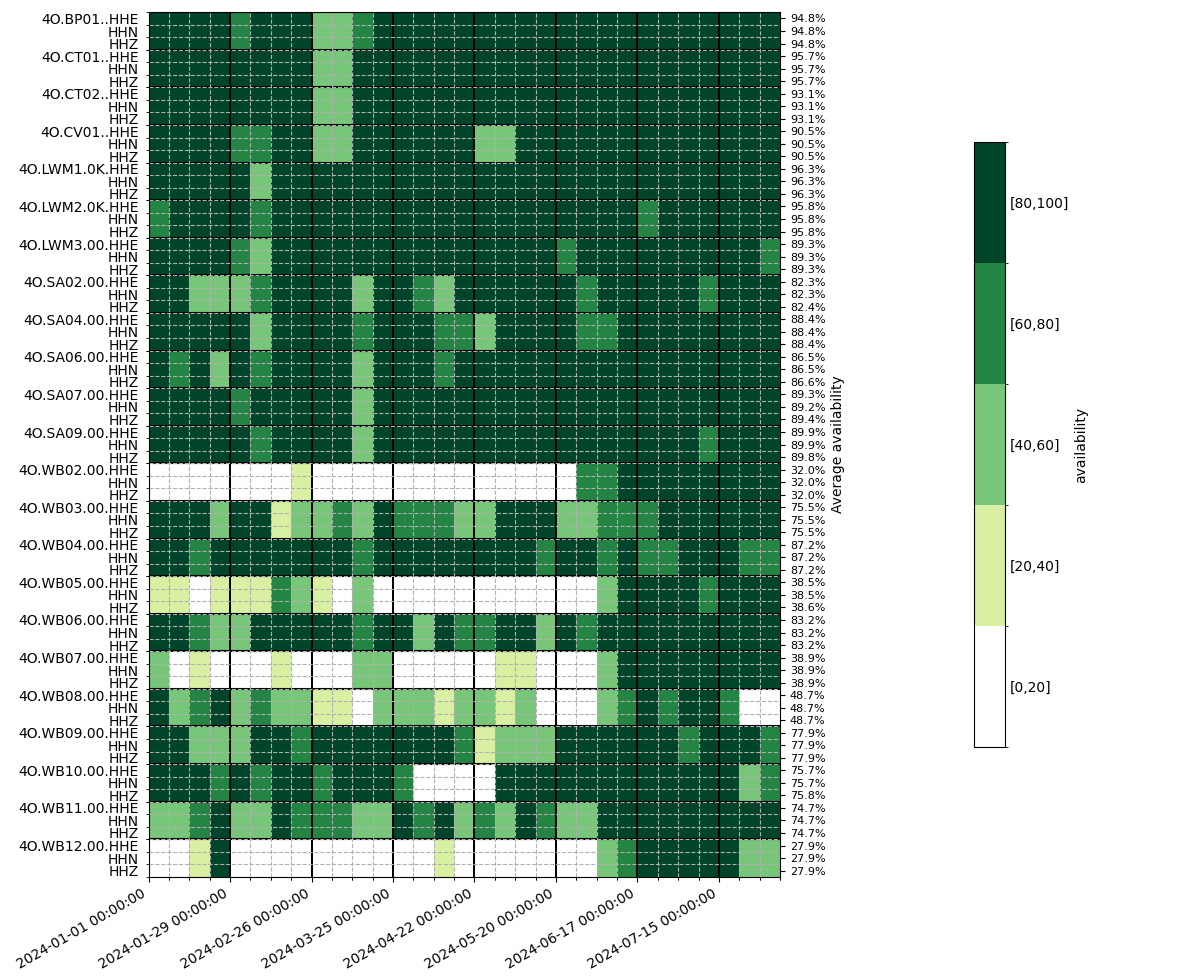 4O.BP01..HHE 94.8%
HHN 94.8%
HHZ 94.8%
4O.CT01..HHE 95.7%
HHN 95.7%
HHZ 95.7%
4O.CT02..HHE 93.1%
HHN 93.1%
HHZ 93.1%
4O.CV01..HHE 90.5%
HHN 90.5%
HHZ 90.5%
4O.LWM1.0K.HHE 96.3%
HHN 96.3%
HHZ 96.3%
4O.LWM2.0K.HHE 95.8%
HHN 95.8%
HHZ 95.8%
4O.LWM3.00.HHE 89.3%
HHN 89.3%
HHZ 89.3%
4O.SA02.00.HHE 82.3%
HHN 82.3%
HHZ 82.4%
4O.SA04.00.HHE 88.4%
HHN 88.4%
HHZ 88.4%
4O.SA06.00.HHE 86.5%
HHN 86.5%
HHZ 86.6%
4O.SA07.00.HHE 89.3%
HHN 89.2%
HHZ 89.4%
4O.SA09.00.HHE 89.9%
HHN 89.9%
HHZ 89.8%
4O.WB02.00.HHE 32.0%
HHN 32.0%
HHZ 32.0%
4O.WB03.00.HHE 75.5%
HHN 75.5%
HHZ 75.5%
4O.WB04.00.HHE 87.2%
HHN 87.2%
HHZ 87.2%
4O.WB05.00.HHE 38.5%
HHN 38.5%
HHZ 38.6%
4O.WB06.00.HHE 83.2%
HHN 83.2%
HHZ 83.2%
4O.WB07.00.HHE 38.9%
HHN 38.9%
HHZ 38.9%
4O.WB08.00.HHE 48.7%
HHN 48.7%
HHZ 48.7%
4O.WB09.00.HHE 77.9%
HHN 77.9%
HHZ 77.9%
4O.WB10.00.HHE 75.7%
HHN 75.7%
HHZ 75.8%
4O.WB11.00.HHE 74.7%
HHN 74.7%
HHZ 74.7%
4O.WB12.00.HHE 27.9%
HHN 27.9%
HHZ 27.9%
2024-01-01 00:00:00
2024-01-29 00:00:00
2024-02-26 00:00:00
2024-03-25 00:00:00
2024-04-22 00:00:00
2024-05-20 00:00:00
2024-06-17 00:00:00
2024-07-15 00:00:00
Average availability
[80,100]
[60,80]
[40,60]
[20,40]
[0,20]
availability